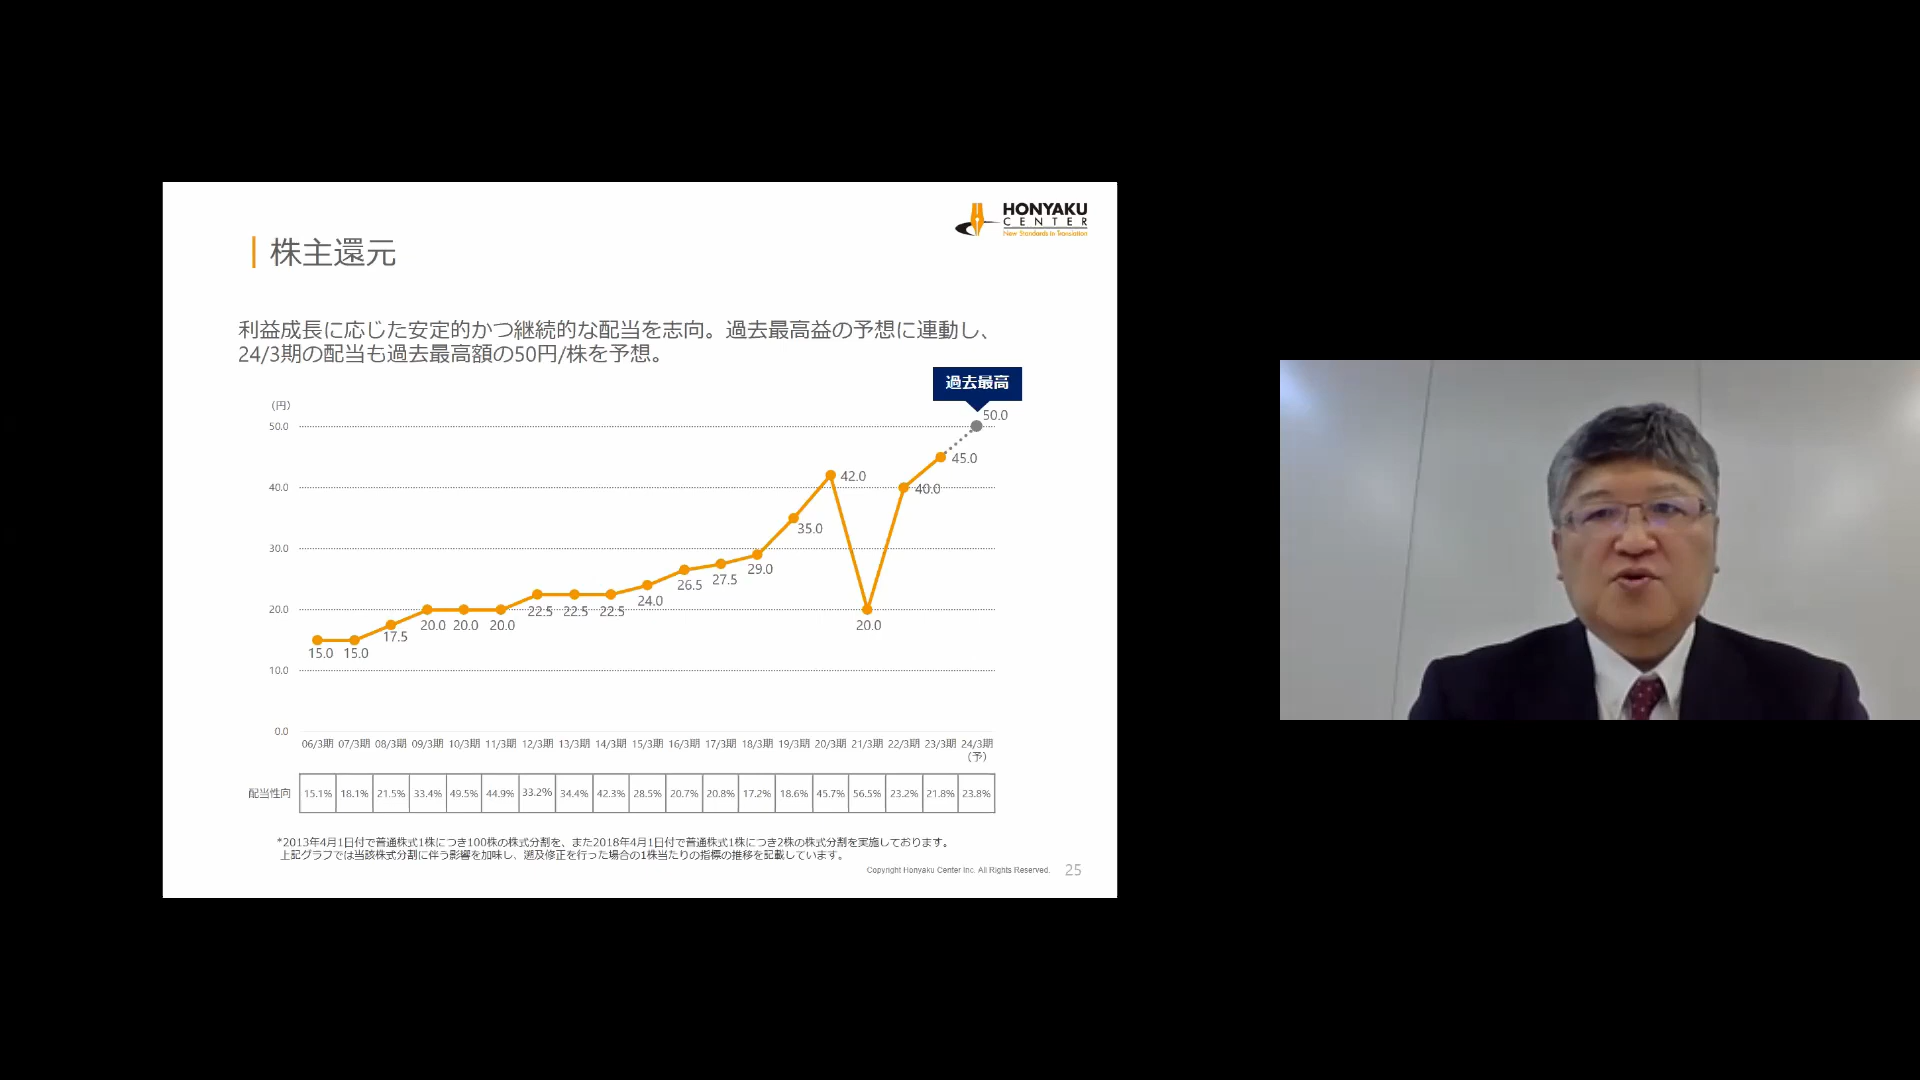 HONYAKU
CENTER
New Standards in Translation
株主還元
利益成長に応じた安定的かつ継続的な配当を志向。過去最高益の予想に連動し、
24/3期の配当も過去最高額の50円/株を予想。
過去最高
(円)
50.0
40.0
30.0
20.0
10.0
0.0
15.0 15.0 17.5 20.0 20.0 20.0 22.5 22.5 22.5 24.0 26.5 27.5 29.0 35.0 42.0 20.0 40.0 45.0 50.0
06/3期 07/3期 08/3期 09/3期 10/3期 11/3期 12/3期 13/3期 14/3期 15/3期 16/3期 17/3期 18/3期 19/3期 20/3期 21/3期 22/3期 23/3期 24/3期
(予)
配当性向 15.1% 18.1% 21.5% 33.4% 49.5% 44.9% 33.2% 34.4% 42.3% 28.5% 20.7% 20.8% 17.2% 18.6% 45.7% 56.5% 23.2% 21.8% 23.8%
*2013年4月1日付で普通株式1株につき100株の株式分割を、また2018年4月1日付で普通株式1株につき2株の株式分割を実施しております。
上記グラフでは当該株式分割に伴う影響を加味し、遡及修正を行った場合の1株当たりの指標の推移を記載しています。
Copyright Honyaku Center Inc. All Rights Reserved. 25